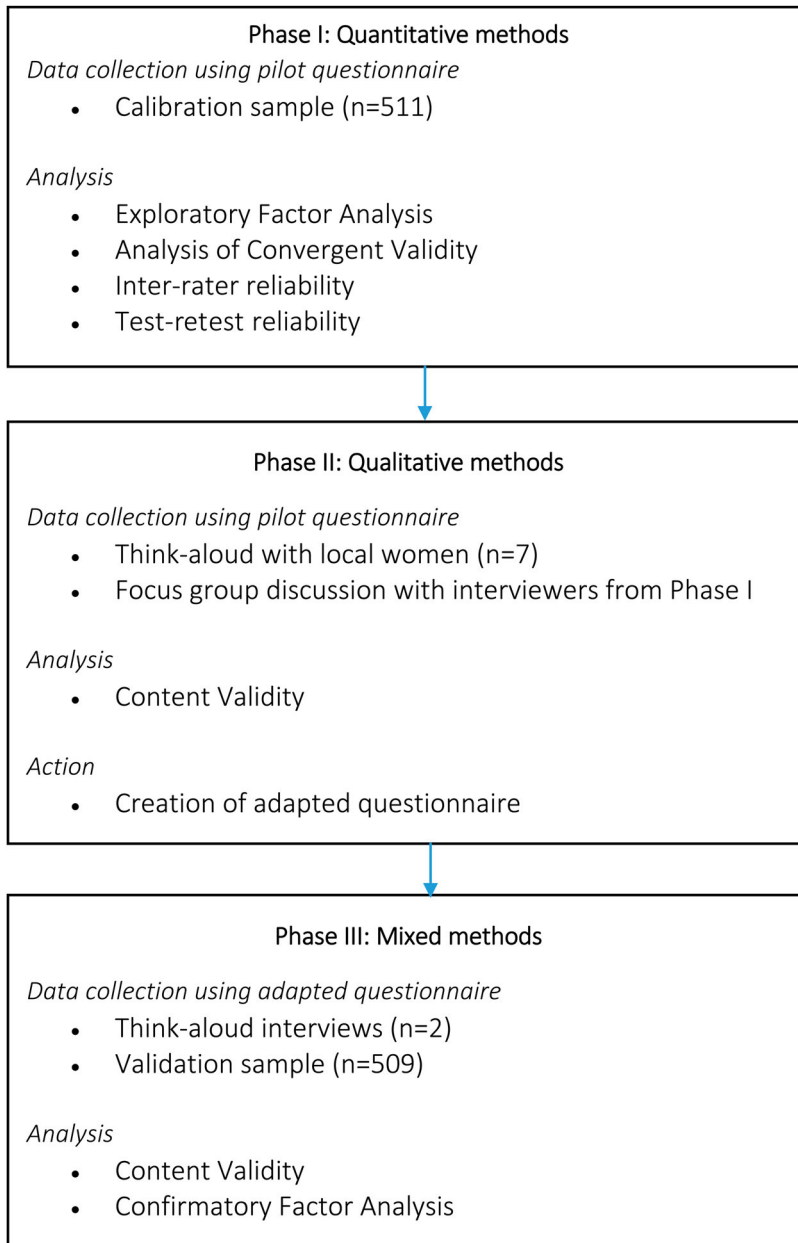 Phase I: Quantitative methods
Data collection using pilot questionnaire
• Calibration sample (n=511)
Analysis
• Exploratory Factor Analysis
• Analysis of Convergent Validity
• Inter-rater reliability
• Test-retest reliability
Phase II: Qualitative methods
Data collection using pilot questionnaire
• Think-aloud with local women (n=7)
• Focus group discussion with interviewers from Phase I
Analysis
• Content Validity
Action
• Creation of adapted questionnaire
Phase III: Mixed methods
Data collection using adapted questionnaire
• Think-aloud interviews (n=2)
• Validation sample (n=509)
Analysis
• Content Validity
• Confirmatory Factor Analysis